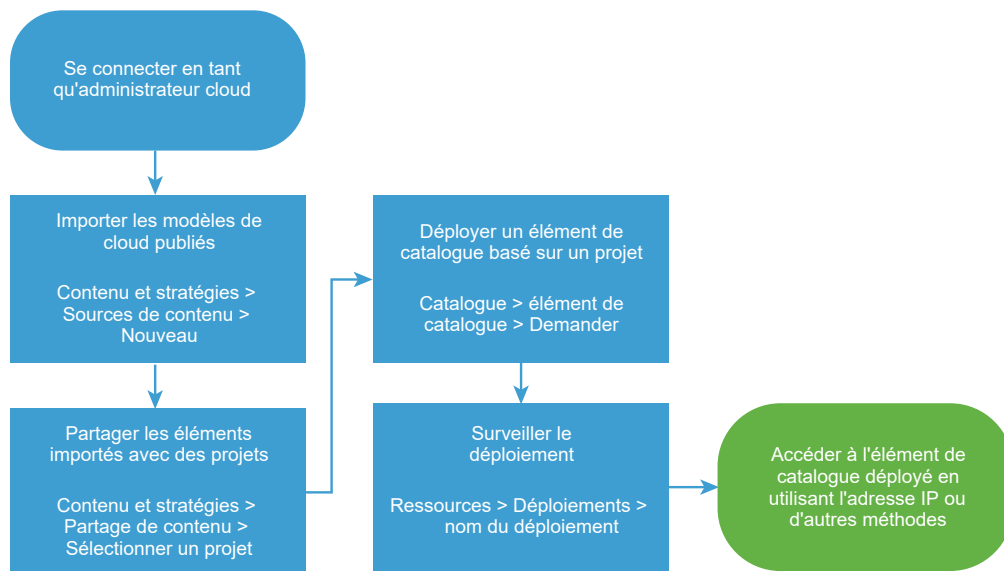 Se connecter en tant
qu'administrateur cloud
Importer les modèles de
cloud publiés
Contenu et stratégies >
Sources de contenu >
Nouveau
Partager les éléments
importés avec des projets
Contenu et stratégies >
Partage de contenu >
Sélectionner un projet
Déployer un élément de
catalogue basé sur un projet
Catalogue > élément de
catalogue > Demander
Surveiller le
déploiement
Ressources > Déploiements >
nom du déploiement
Accéder à l'élément de
catalogue déployé en
utilisant l'adresse IP ou
d'autres méthodes